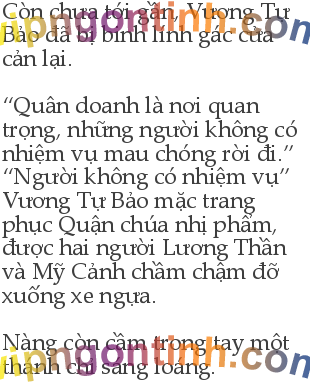 Còn chưa tới gần, Vương Tự
Bảo đã bị binh lính gác cửa
cản lại.

“Quân doanh là nơi quan
trọng, những người không có
nhiệm vụ mau chóng rời đi.”
“Người không có nhiệm vụ”
Vương Tự Bảo mặc trang
phục Quận chúa nhị phẩm,
được hai người Lương Thần
và Mỹ Cảnh chầm chậm đỡ
xuống xe ngựa.

Nàng còn cầm trong tay một
thánh chỉ sáng loáng.
vipngontinh.com
vipngontinh.com